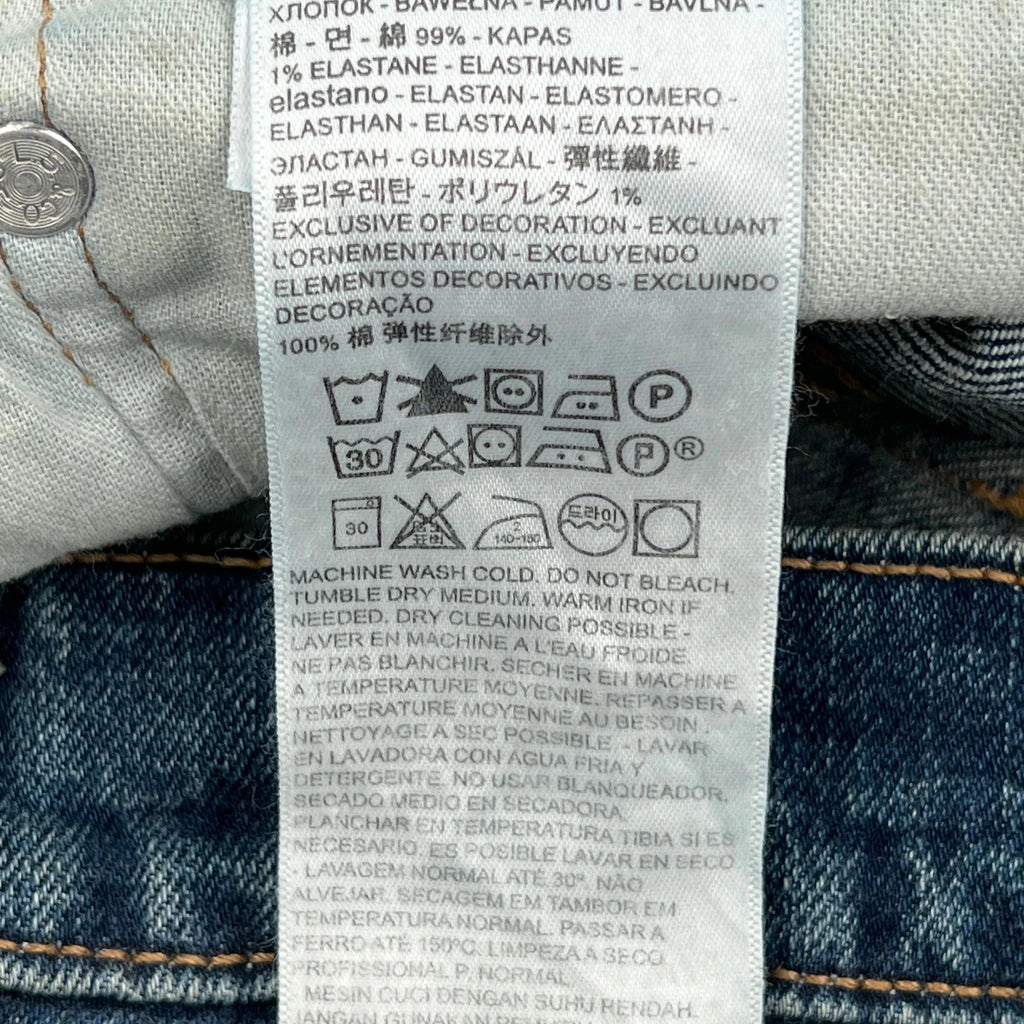 ХЛОПОК - BAWEŁNA - PAMUT - BAVLNA -
棉 - 면 - 綿 99% - KAPAS
1% ELASTANE - ELASTHANNE -
elastano - ELASTAN - ELASTOMERO -
ELASTHAN - ELASTAAN - ΕΛΑΣΤΑΝΗ -
ЭЛАСТАН - GUMISZÁL - 彈性纖維 -
폴리우레탄 - ポリウレタン 1%
EXCLUSIVE OF DECORATION - EXCLUANT
L'ORNEMENTATION - EXCLUYENDO
ELEMENTOS DECORATIVOS - EXCLUINDO
DECORAÇÃO
100% 棉 弹性纤维除外
P
30 P ®
30 2 140-160 드라이
MACHINE WASH COLD. DO NOT BLEACH.
TUMBLE DRY MEDIUM. WARM IRON IF
NEEDED. DRY CLEANING POSSIBLE -
LAVER EN MACHINE A L'EAU FROIDE.
NE PAS BLANCHIR. SECHER EN MACHINE
A TEMPERATURE MOYENNE. REPASSER A
TEMPERATURE MOYENNE AU BESOIN.
NETTOYAGE A SEC POSSIBLE. - LAVAR
EN LAVADORA CON AGUA FRIA Y
DETERGENTE. NO USAR BLANQUEADOR.
SECADO MEDIO EN SECADORA.
PLANCHAR EN TEMPERATURA TIBIA SI ES
NECESARIO. ES POSIBLE LAVAR EN SECO
- LAVAGEM NORMAL ATÉ 30º. NÃO
ALVEJAR. SECAGEM EM TAMBOR EM
TEMPERATURA NORMAL. PASSAR A
FERRO ATÉ 150ºC. LIMPEZA A SECO
PROFISSIONAL P. NORMAL.
- MESIN CUCI DENGAN SUHU RENDAH.
JANGAN GUNAKAN